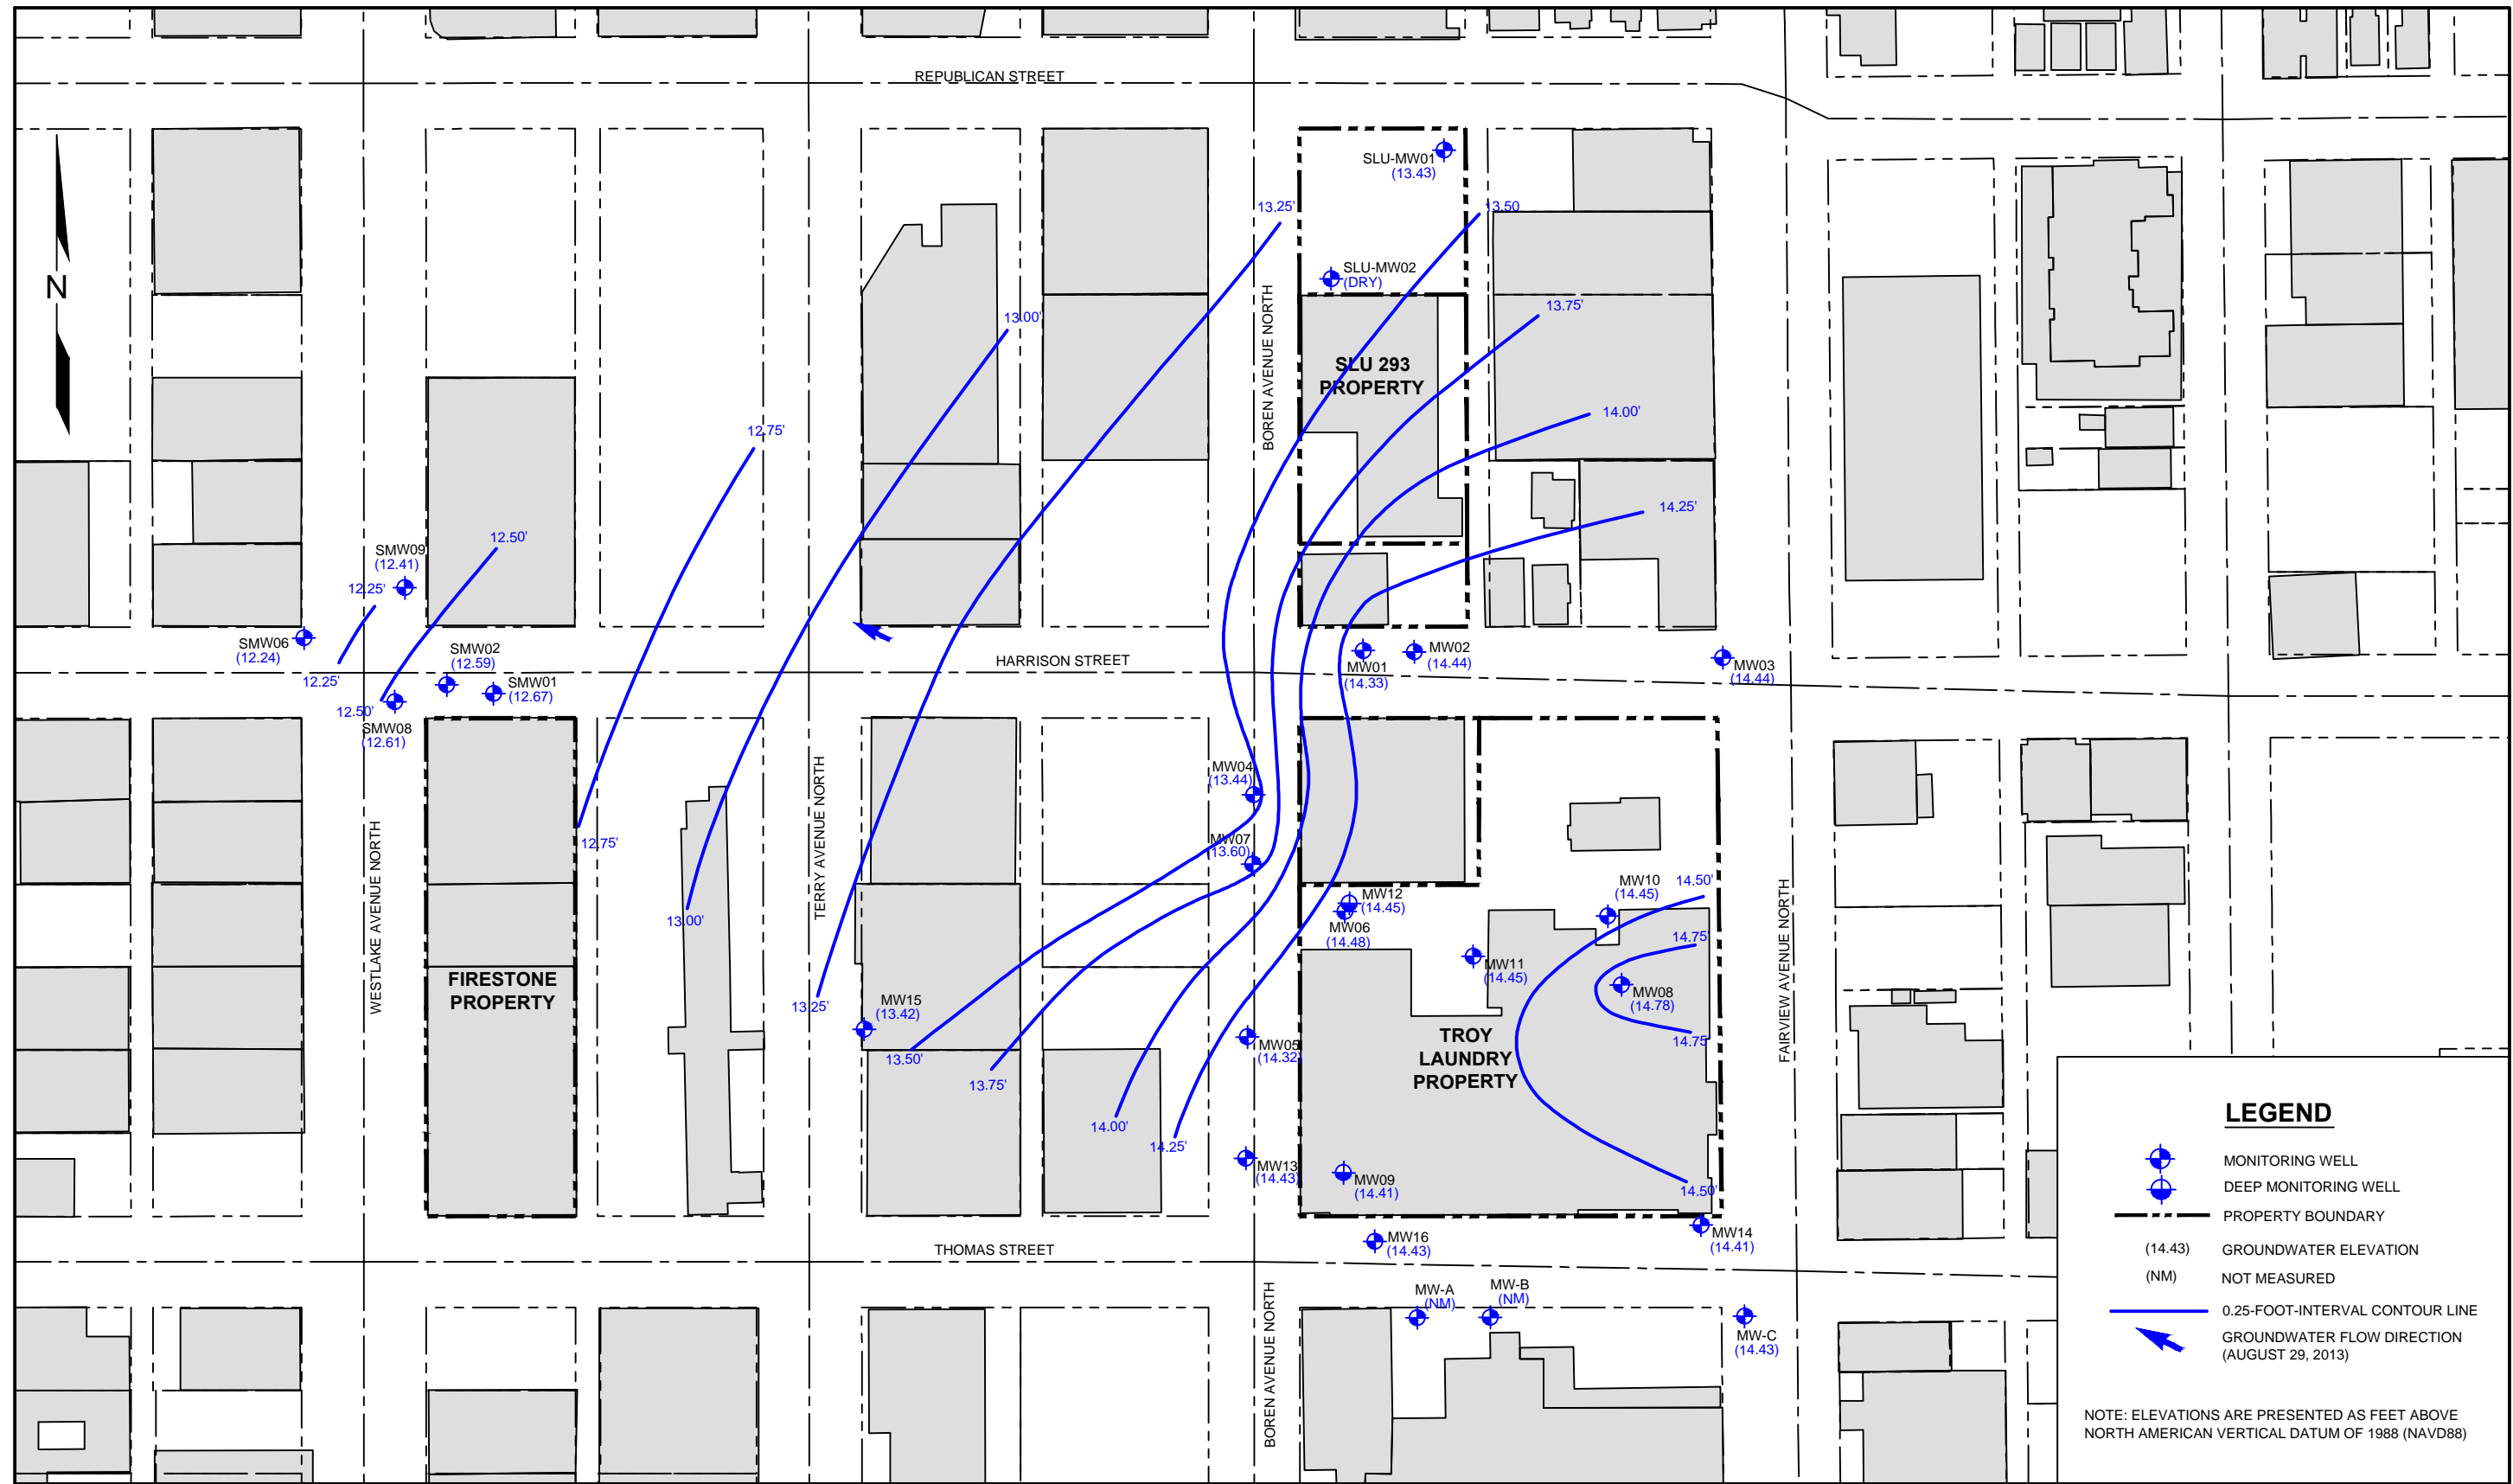 REPUBLICAN STREET
SLU-MW01
(13.43)
13.25'
13.50
N
SLU-MW02
(DRY)
BOREN AVENUE NORTH
13.00'
13.75'
SLU 293
PROPERTY
14.00'
12.75'
14.25'
12.50'
SMW09
(12.41)
12.25'
SMW06
(12.24)
SMW02
(12.59)
HARRISON STREET
MW01
(14.33)
MW02
(14.44)
MW03
(14.44)
12.25'
SMW01
(12.67)
12.50'
SMW08
(12.61)
MW04
(13.44)
WESTLAKE AVENUE NORTH
TERRY AVENUE NORTH
12.75'
MW07
(13.60)
MW12
(14.45)
MW06
(14.48)
MW10
(14.45)
14.50'
FAIRVIEW AVENUE NORTH
13.00'
14.75'
MW11
(14.45)
MW08
(14.78)
FIRESTONE
PROPERTY
MW15
(13.42)
13.25'
13.50'
MW05
(14.32)
TROY
LAUNDRY
PROPERTY
14.75'
13.75'
14.00'
14.25'
MW13
(14.43)
MW09
(14.41)
14.50'
THOMAS STREET
MW16
(14.43)
MW14
(14.41)
MW-A
(NM)
MW-B
(NM)
MW-C
(14.43)
BOREN AVENUE NORTH
LEGEND
MONITORING WELL
DEEP MONITORING WELL
PROPERTY BOUNDARY
(14.43) GROUNDWATER ELEVATION
(NM) NOT MEASURED
0.25-FOOT-INTERVAL CONTOUR LINE
GROUNDWATER FLOW DIRECTION
(AUGUST 29, 2013)
NOTE: ELEVATIONS ARE PRESENTED AS FEET ABOVE
NORTH AMERICAN VERTICAL DATUM OF 1988 (NAVD88)